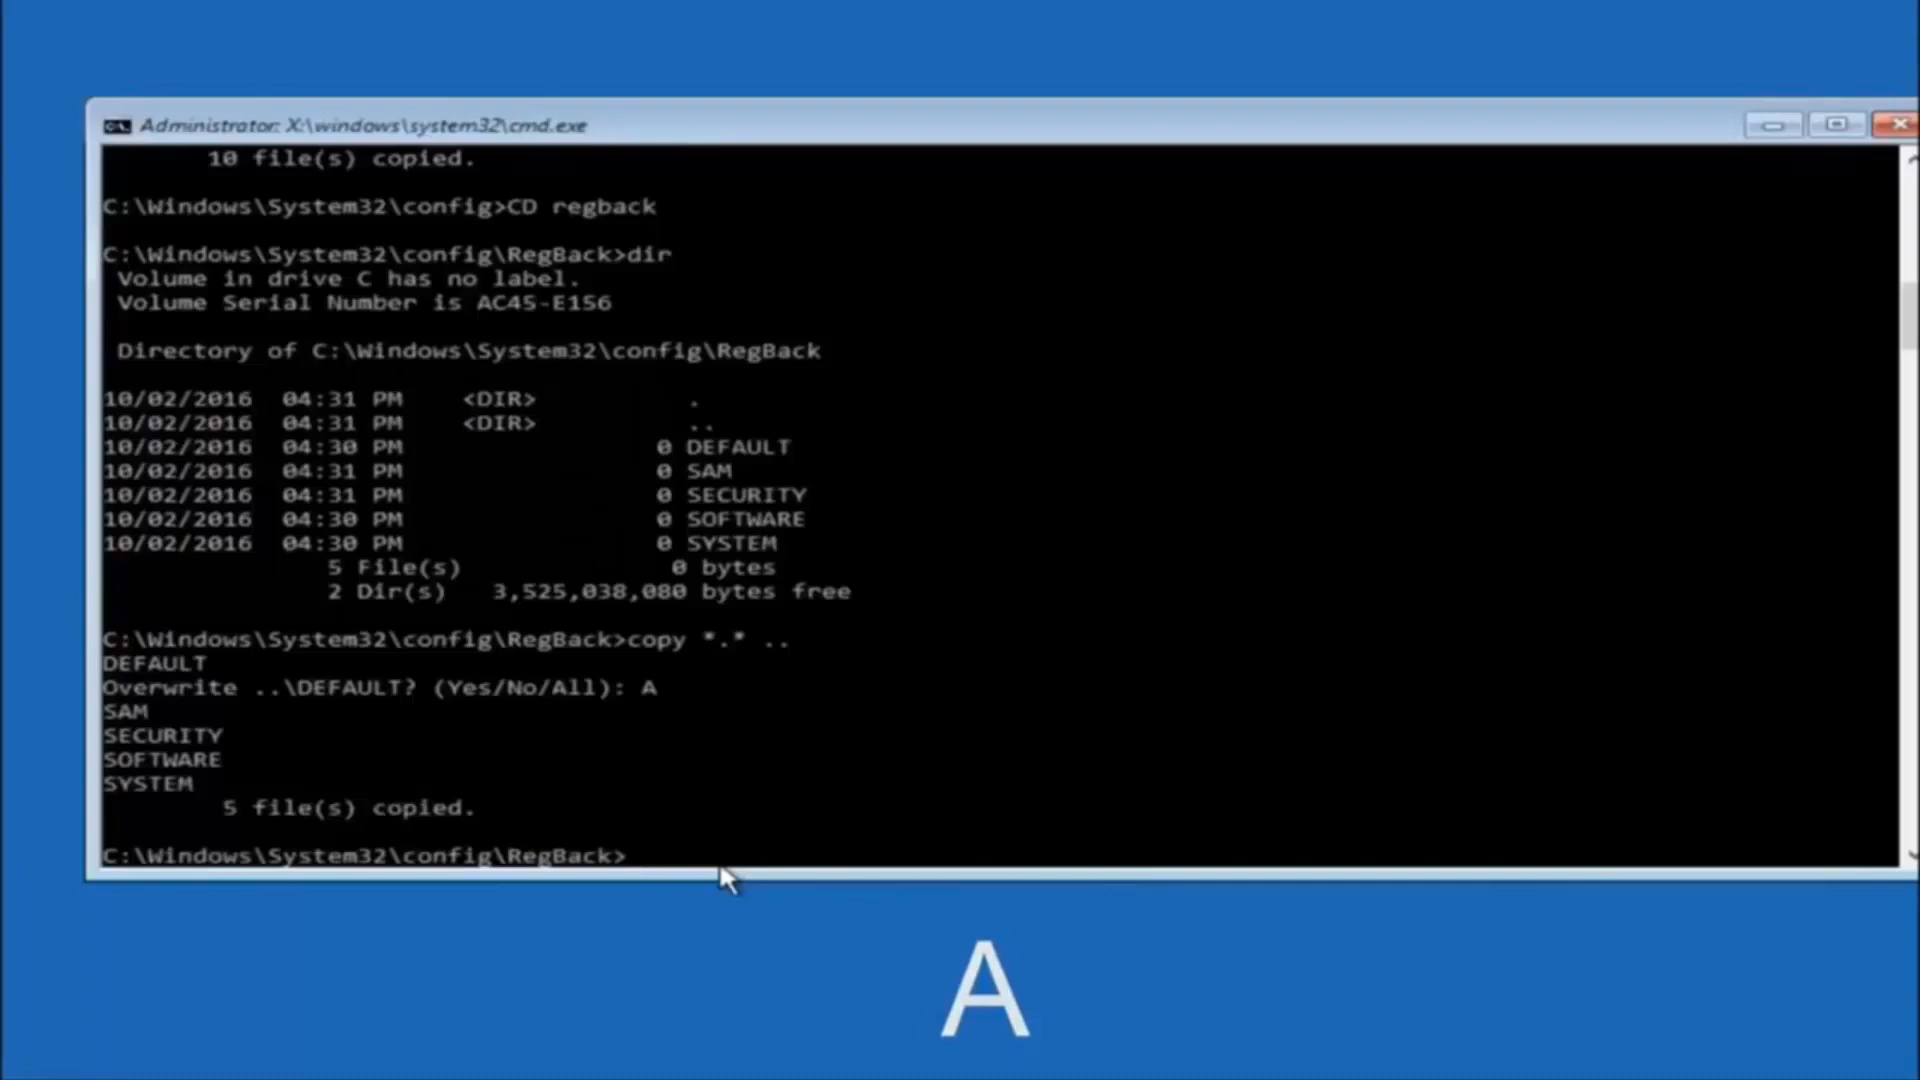 Administrator: X:\windows\system32\cmd.exe
10 file(s) copied.
C:\Windows\System32\config>CD regback
C:\Windows\System32\config\RegBack>dir
Volume in drive C has no label.
Volume Serial Number is AC45-E156
Directory of C:\Windows\System32\config\RegBack
10/02/2016 04:31 PM <DIR> .
10/02/2016 04:31 PM <DIR> ..
10/02/2016 04:30 PM 0 DEFAULT
10/02/2016 04:31 PM 0 SAM
10/02/2016 04:31 PM 0 SECURITY
10/02/2016 04:30 PM 0 SOFTWARE
10/02/2016 04:30 PM 0 SYSTEM
5 File(s) 0 bytes
2 Dir(s) 3,525,038,080 bytes free
C:\Windows\System32\config\RegBack>copy *.* ..
DEFAULT
Overwrite ..\DEFAULT? (Yes/No/All): A
SAM
SECURITY
SOFTWARE
SYSTEM
5 file(s) copied.
C:\Windows\System32\config\RegBack>
A